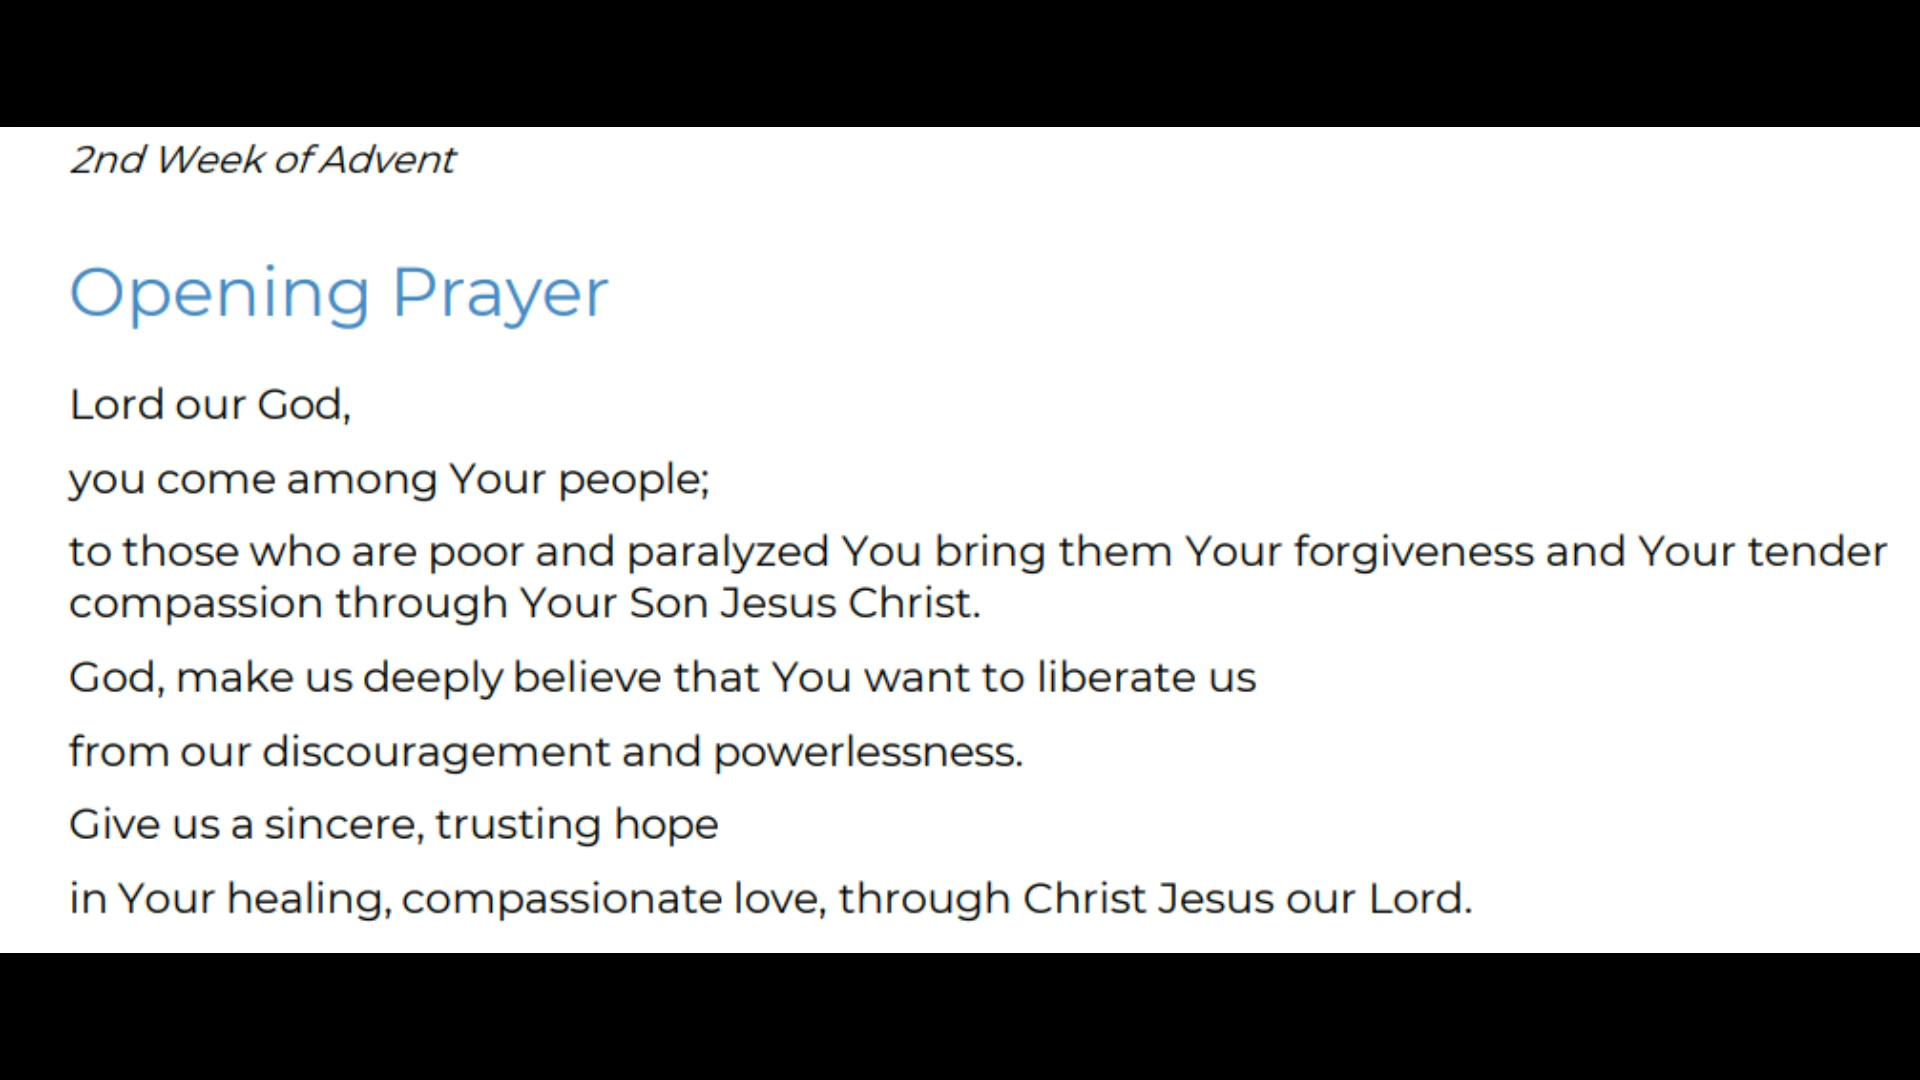 2nd Week of Advent
Opening Prayer
Lord our God,
you come among Your people;
to those who are poor and paralyzed You bring them Your forgiveness and Your tender
compassion through Your Son Jesus Christ.
God, make us deeply believe that You want to liberate us
from our discouragement and powerlessness.
Give us a sincere, trusting hope
in Your healing, compassionate love, through Christ Jesus our Lord.